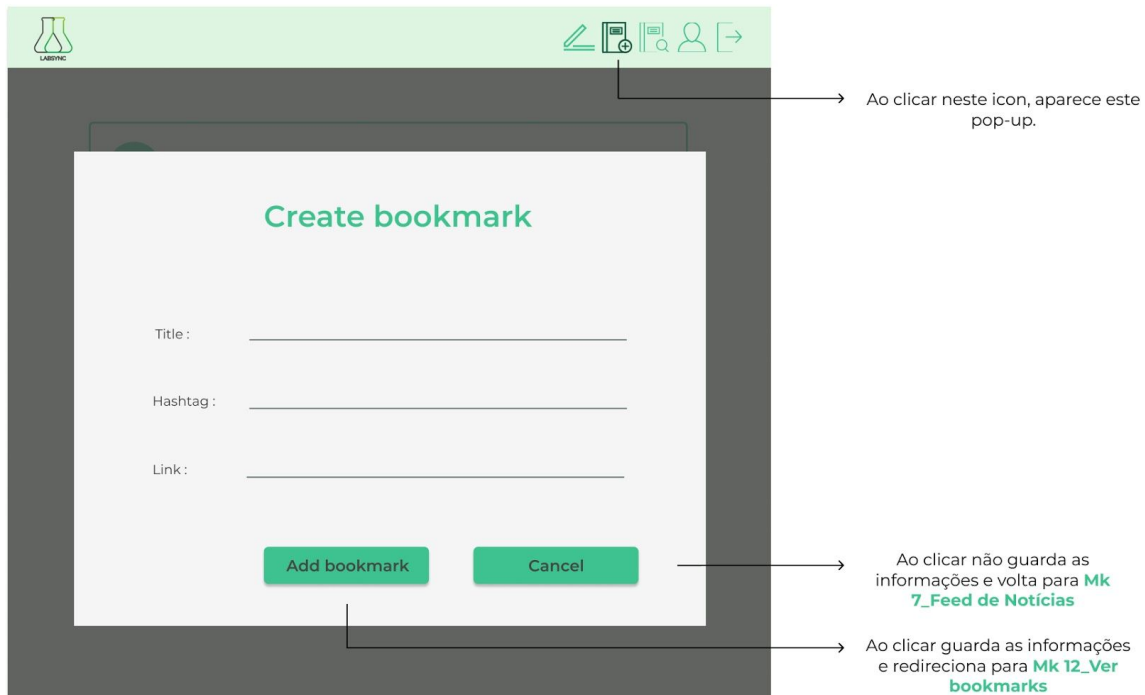 LABSYNC
Ao clicar neste icon, aparece este
pop-up.
Create bookmark
Title :
Hashtag :
Link :
Add bookmark
Cancel
Ao clicar não guarda as
informações e volta para Mk
7_Feed de Notícias
Ao clicar guarda as informações
e redireciona para Mk 12_Ver
bookmarks